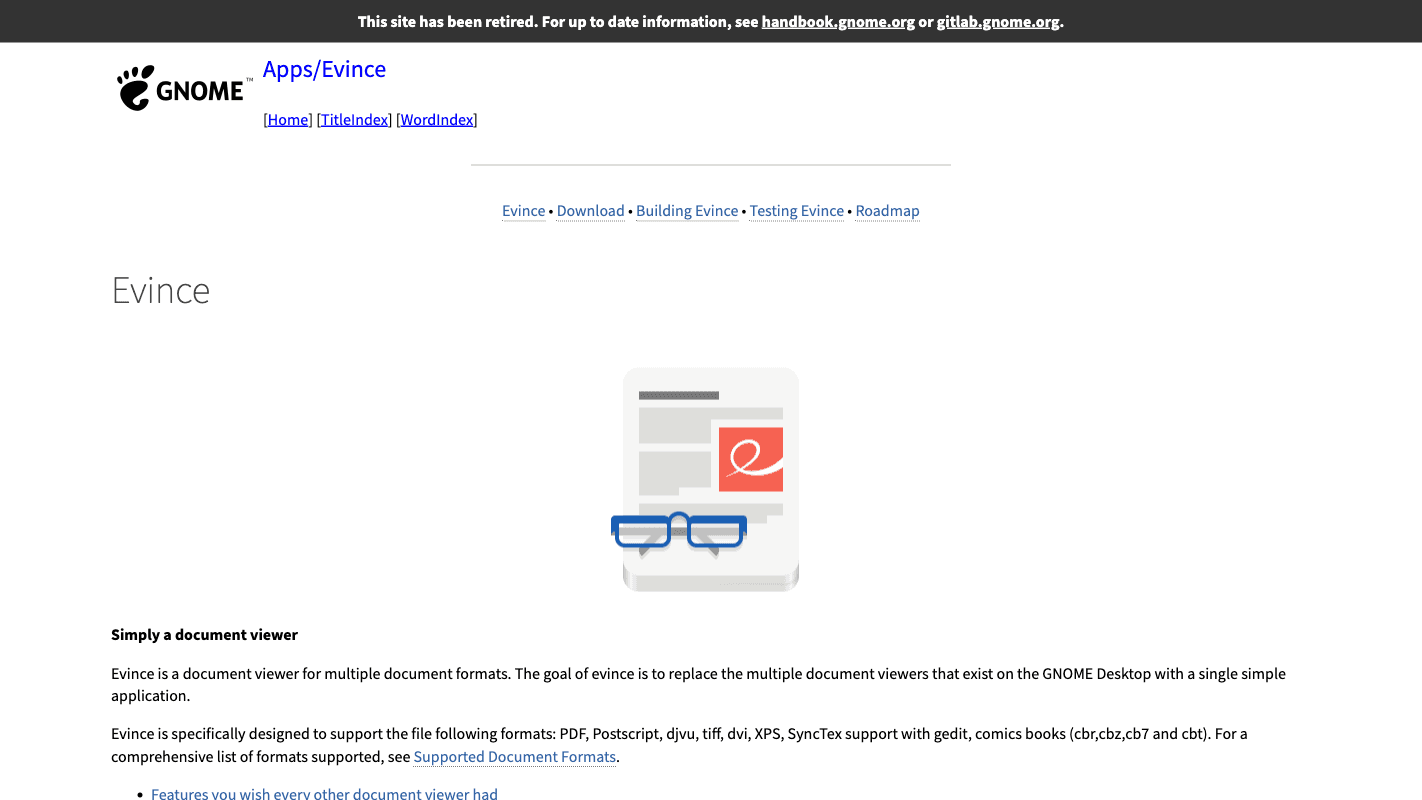 This site has been retired. For up to date information, see handbook.gnome.org or gitlab.gnome.org.
GNOME™
Apps/Evince
[Home] [TitleIndex] [WordIndex]
Evince • Download • Building Evince • Testing Evince • Roadmap
Evince
Simply a document viewer
Evince is a document viewer for multiple document formats. The goal of evince is to replace the multiple document viewers that exist on the GNOME Desktop with a single simple
application.
Evince is specifically designed to support the file following formats: PDF, Postscript, djvu, tiff, dvi, XPS, SyncTex support with gedit, comics books (cbr,cbz,cb7 and cbt). For a
comprehensive list of formats supported, see Supported Document Formats.
• Features you wish every other document viewer had